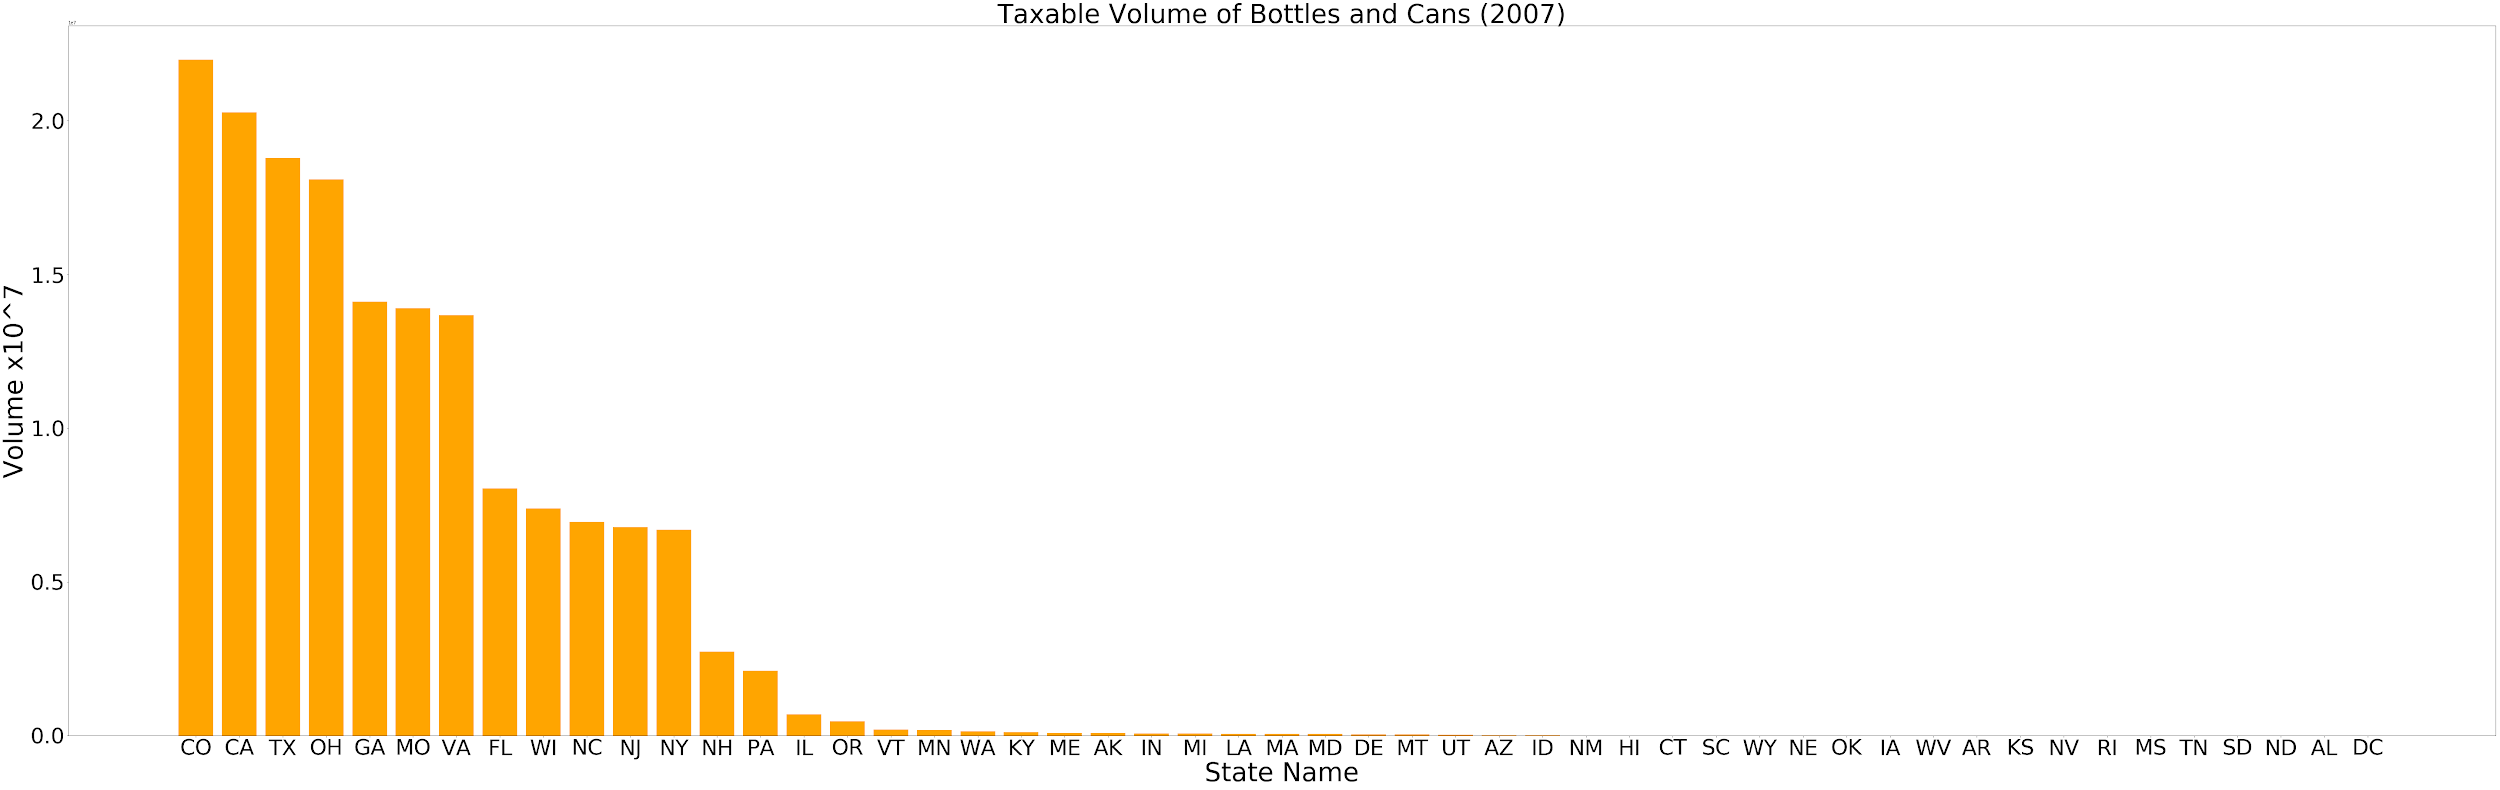 Taxable Volume of Bottles and Cans (2007)
1e7
2.0
1.5
1.0
0.5
0.0
Volume x10^7
CO CA TX OH GA MO VA FL WI NC NJ NY NH PA IL OR VT MN WA KY ME AK IN MI LA MA MD DE MT UT AZ ID NM HI CT SC WY NE OK IA WV AR KS NV RI MS TN SD ND AL DC
State Name